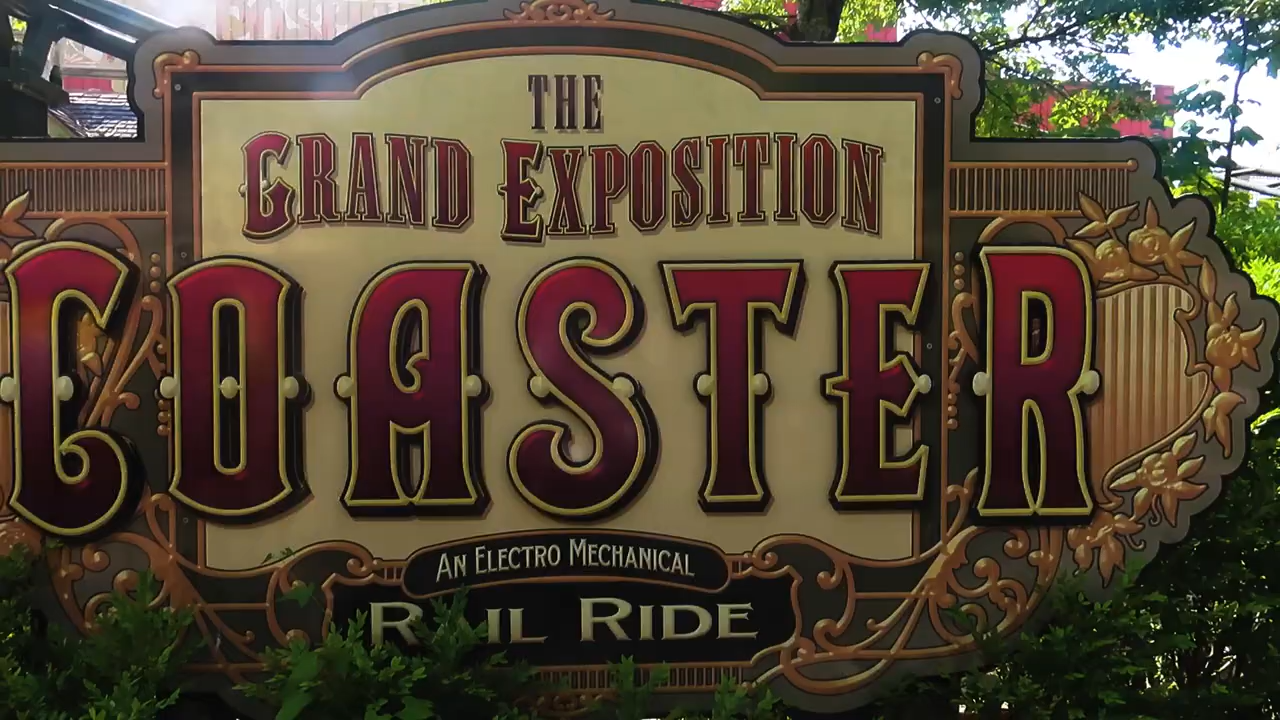 THE
GRAND EXPOSITION
COASTER
AN ELECTRO MECHANICAL
RAIL RIDE